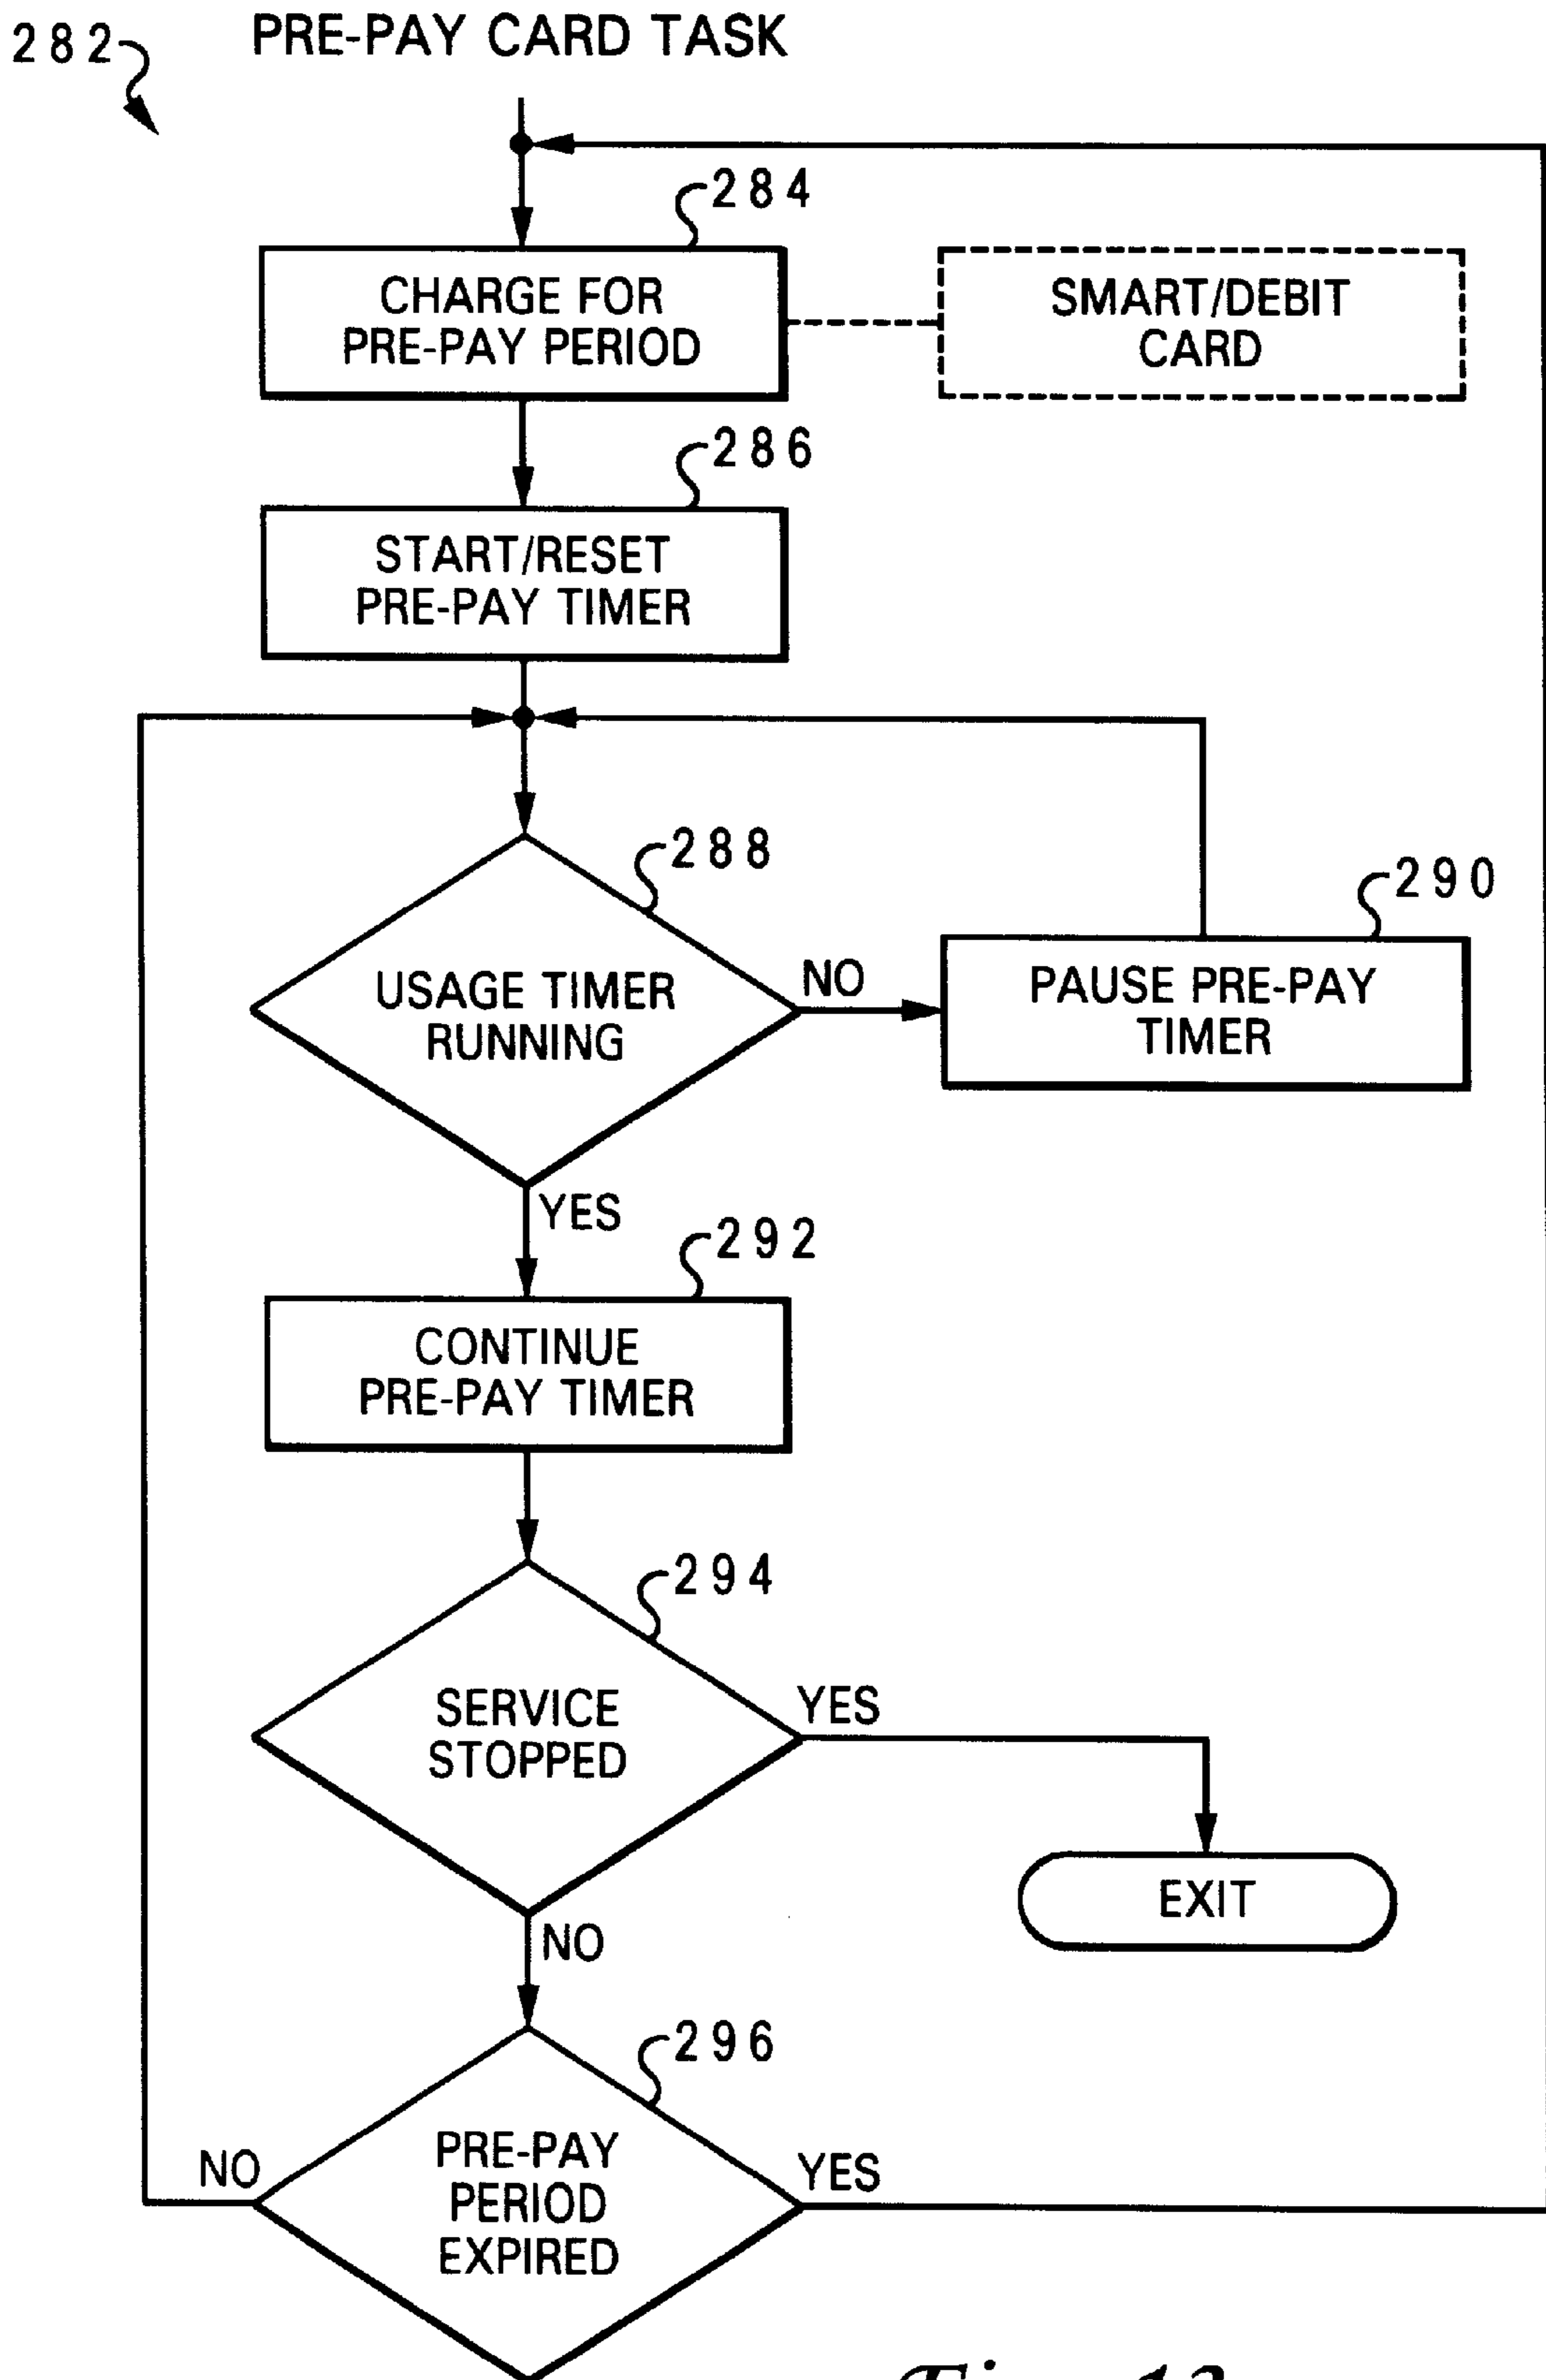 282
PRE-PAY CARD TASK
284
CHARGE FOR
PRE-PAY PERIOD
SMART/DEBIT
CARD
286
START/RESET
PRE-PAY TIMER
288
USAGE TIMER
RUNNING
NO
290
PAUSE PRE-PAY
TIMER
YES
292
CONTINUE
PRE-PAY TIMER
294
SERVICE
STOPPED
YES
EXIT
NO
296
PRE-PAY
PERIOD
EXPIRED
NO
YES